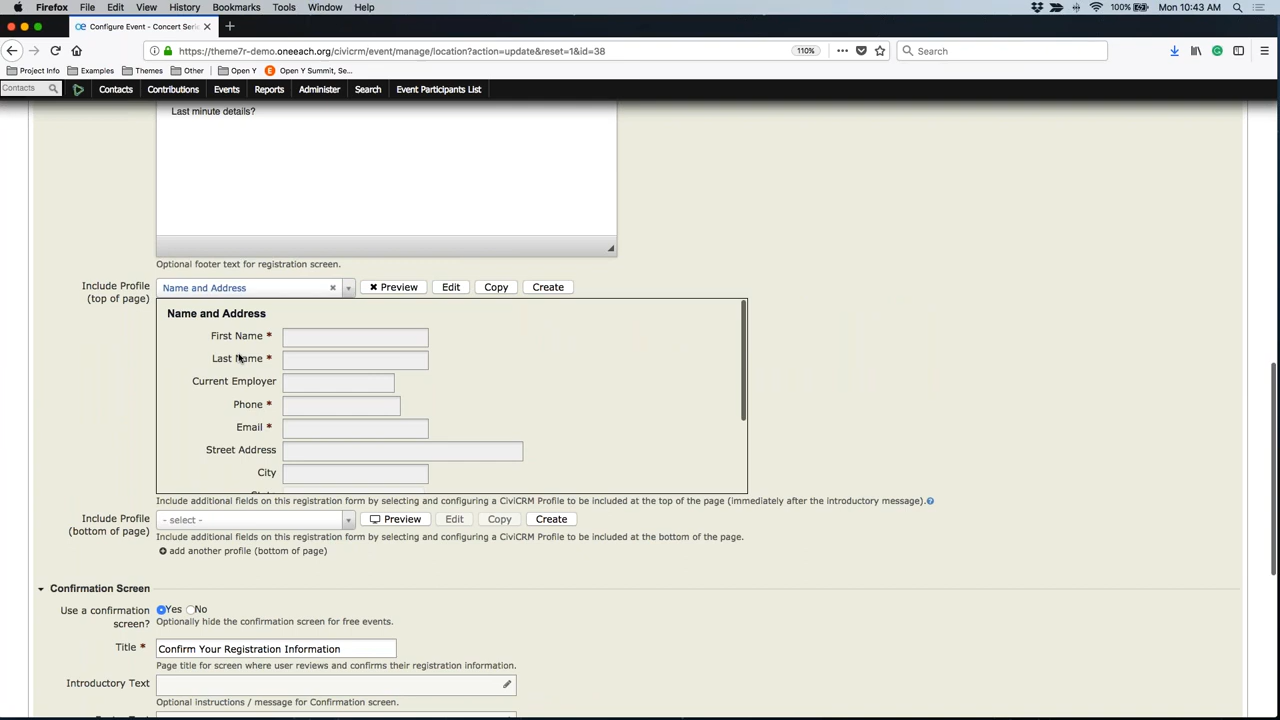 Firefox File Edit View History Bookmarks Tools Window Help 100% Mon 10:43 AM
Configure Event - Concert Serie
https://theme7r-demo.oneeach.org/civicrm/event/manage/location?action=update&reset=1&id=38 110% Search
Project Info Examples Themes Other Open Y Open Y Summit, Se...
Contacts Contacts Contributions Events Reports Administer Search Event Participants List
Last minute details?
Optional footer text for registration screen.
Include Profile
(top of page)
Name and Address × Preview Edit Copy Create
Name and Address
First Name *
Last Name *
Current Employer
Phone *
Email *
Street Address
City
Include additional fields on this registration form by selecting and configuring a CiviCRM Profile to be included at the top of the page (immediately after the introductory message).
Include Profile
(bottom of page)
- select - Preview Edit Copy Create
Include additional fields on this registration form by selecting and configuring a CiviCRM Profile to be included at the bottom of the page.
add another profile (bottom of page)
Confirmation Screen
Use a confirmation
screen?
Yes No
Optionally hide the confirmation screen for free events.
Title * Confirm Your Registration Information
Page title for screen where user reviews and confirms their registration information.
Introductory Text
Optional instructions / message for Confirmation screen.